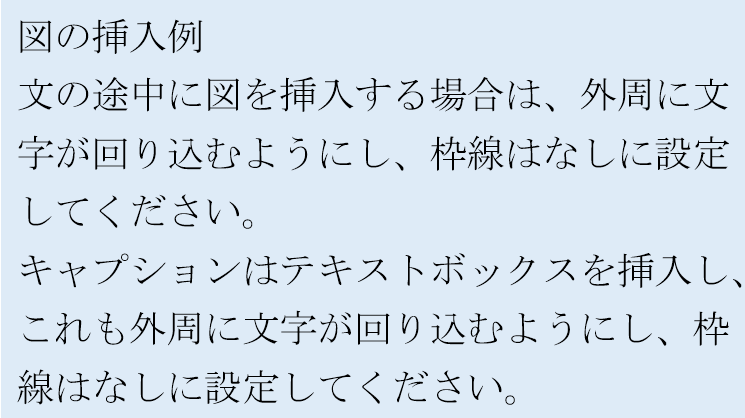 図の挿入例
文の途中に図を挿入する場合は、外周に文
字が回り込むようにし、枠線はなしに設定
してください。
キャプションはテキストボックスを挿入し、
これも外周に文字が回り込むようにし、枠
線はなしに設定してください。